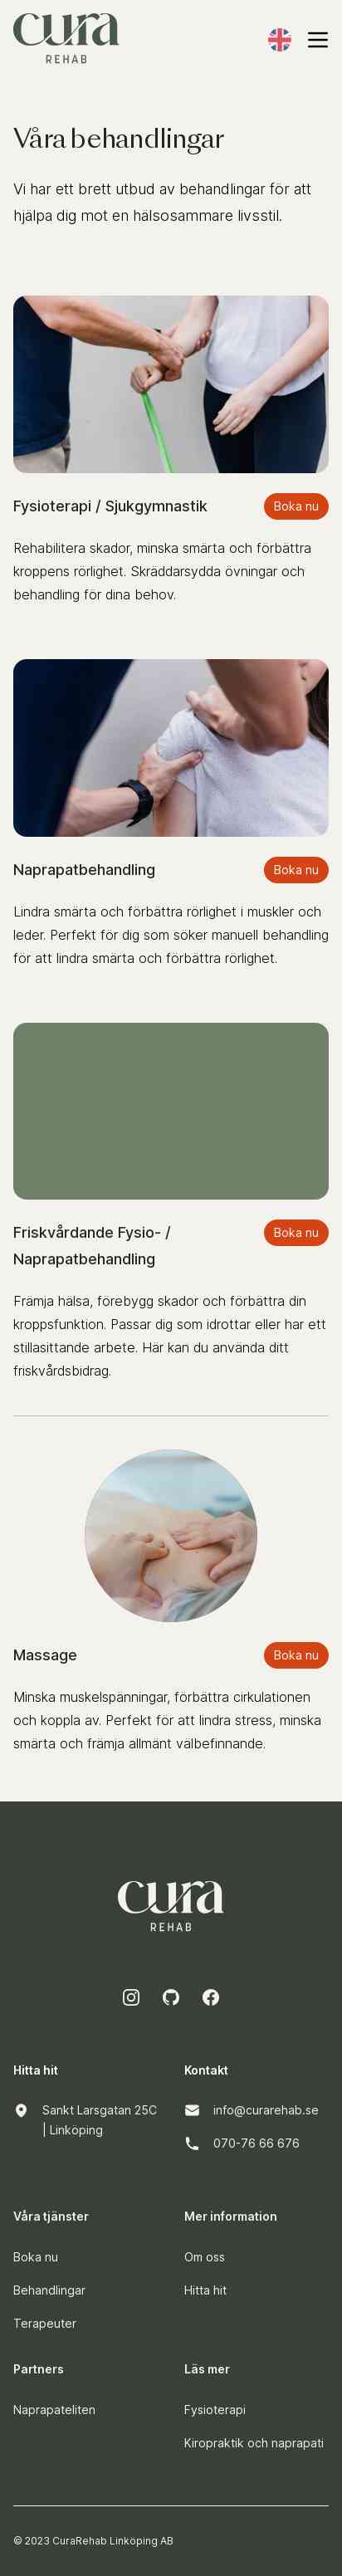 cura
REHAB
Våra behandlingar
Vi har ett brett utbud av behandlingar för att
hjälpa dig mot en hälsosammare livsstil.
Fysioterapi / Sjukgymnastik
Boka nu
Rehabilitera skador, minska smärta och förbättra
kroppens rörlighet. Skräddarsydda övningar och
behandling för dina behov.
Naprapatbehandling
Boka nu
Lindra smärta och förbättra rörlighet i muskler och
leder. Perfekt för dig som söker manuell behandling
för att lindra smärta och förbättra rörlighet.
Friskvårdande Fysio- /
Naprapatbehandling
Boka nu
Främja hälsa, förebygg skador och förbättra din
kroppsfunktion. Passar dig som idrottar eller har ett
stillasittande arbete. Här kan du använda ditt
friskvårdsbidrag.
Massage
Boka nu
Minska muskelspänningar, förbättra cirkulationen
och koppla av. Perfekt för att lindra stress, minska
smärta och främja allmänt välbefinnande.
cura
REHAB
Hitta hit
Sankt Larsgatan 25C
| Linköping
Kontakt
info@curarehab.se
070-76 66 676
Våra tjänster
Boka nu
Behandlingar
Terapeuter
Mer information
Om oss
Hitta hit
Partners
Naprapateliten
Läs mer
Fysioterapi
Kiropraktik och naprapati
© 2023 CuraRehab Linköping AB